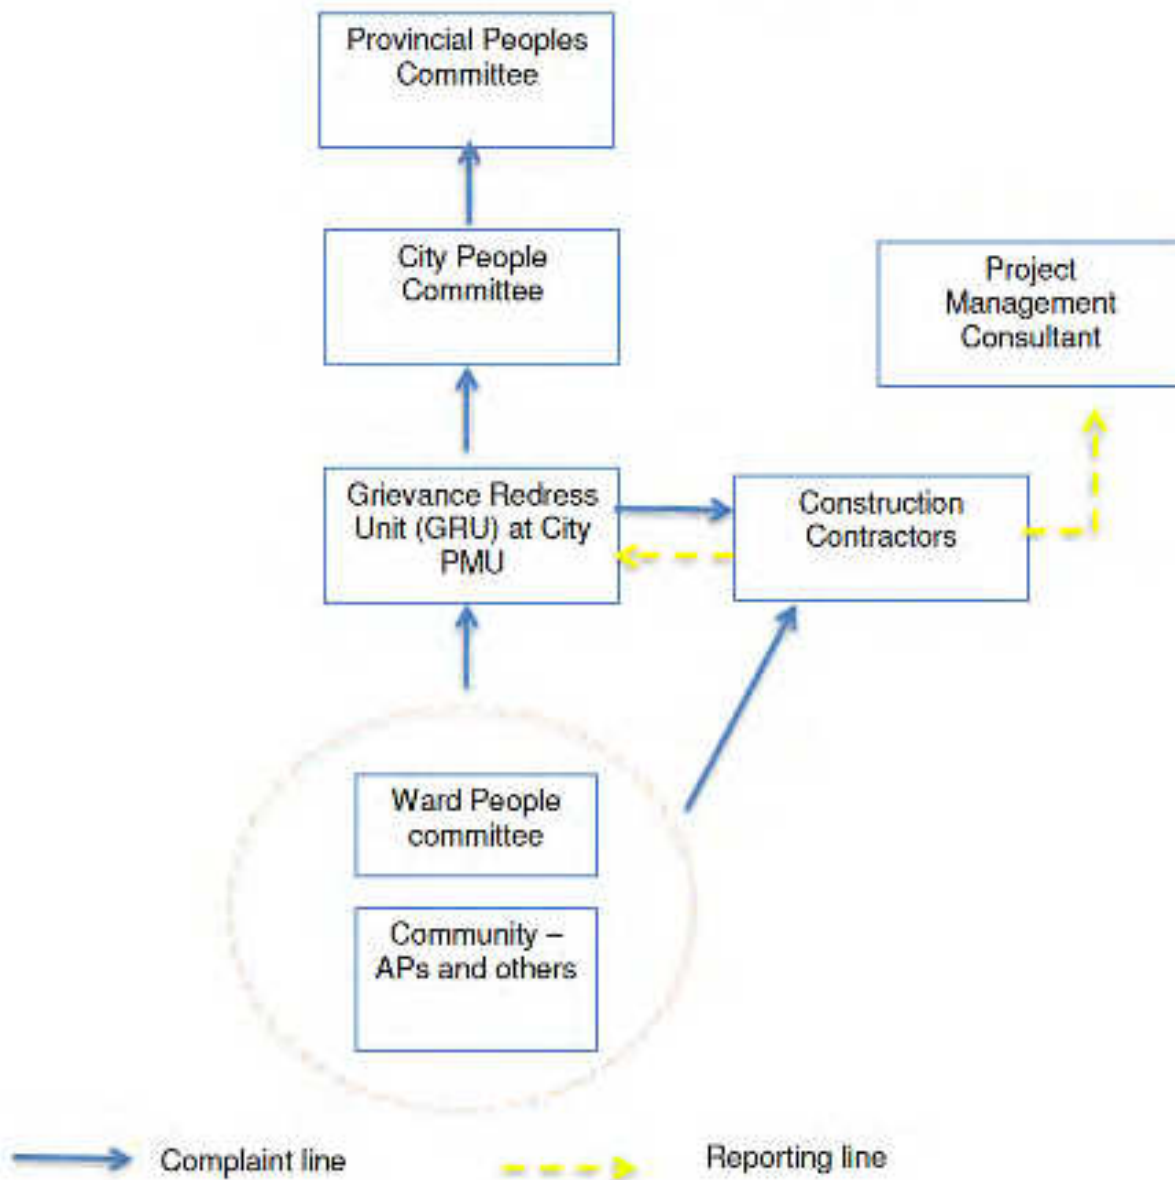 Provincial Peoples
Committee
City People
Committee
Project
Management
Consultant
Grievance Redress
Unit (GRU) at City
PMU
Construction
Contractors
Ward People
committee
Community –
APs and others
Complaint line
Reporting line